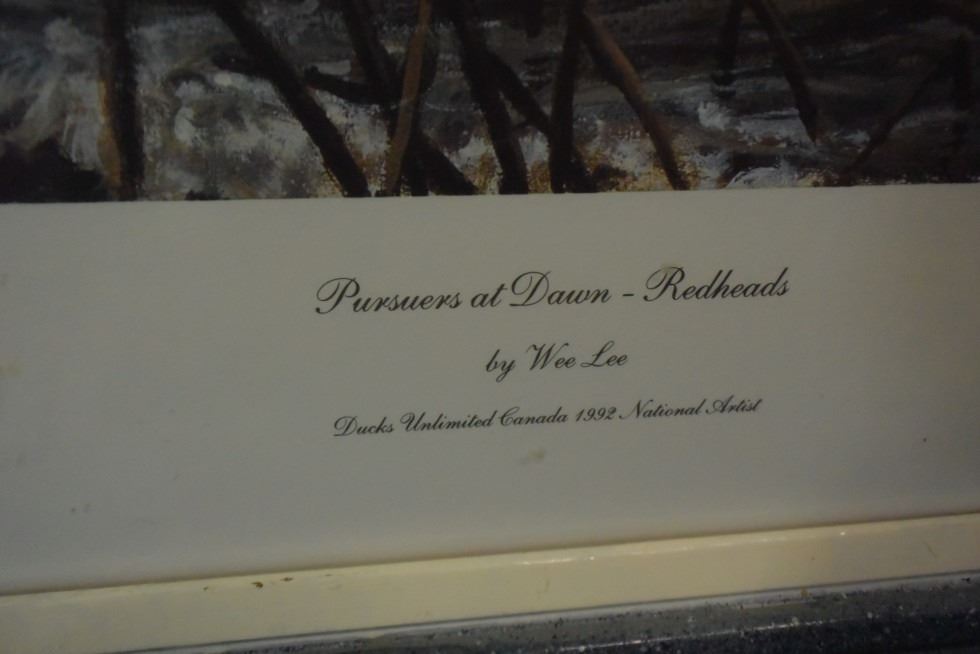 Pursuers at Dawn - Redheads
by Wee Lee
Ducks Unlimited Canada 1992 National Artist